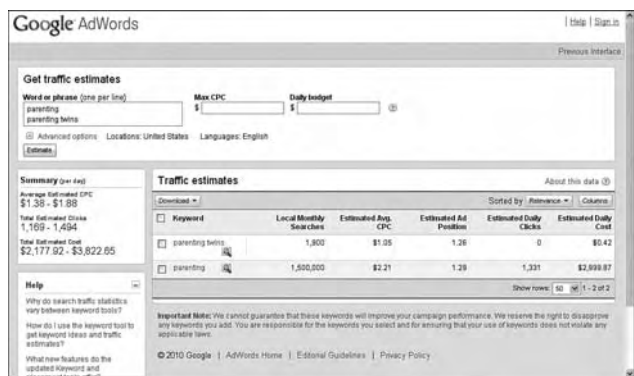 Google AdWords
Help | Sign in
Previous Interface
Get traffic estimates
Word or phrase (one per line)
Max CPC
Daily budget
parenting
parenting twins
$
$
Advanced options Locations: United States Languages: English
Estimate
Summary (per day)
Average Estimated CPC
$1.38 - $1.88
Total Estimated Clicks
1,169 - 1,494
Total Estimated Cost
$2,177.92 - $3,822.65
Help
Why do search traffic statistics
vary between keyword tools?
How do I use the keyword tool to
get keyword ideas and traffic
estimates?
What new features do the
updated Keyword and
Traffic estimates
About this data
Download
Sorted by Relevance Columns
Keyword Local Monthly Searches Estimated Avg. CPC Estimated Ad Position Estimated Daily Clicks Estimated Daily Cost
parenting twins 1,900 $1.05 1.26 0 $0.42
parenting 1,500,000 $2.21 1.29 1,331 $2,999.87
Show rows: 50 1 - 2 of 2
Important Note: We cannot guarantee that these keywords will improve your campaign performance. We reserve the right to disapprove
any keywords you add. You are responsible for the keywords you select and for ensuring that your use of keywords does not violate any
applicable laws.
© 2010 Google | AdWords Home | Editorial Guidelines | Privacy Policy